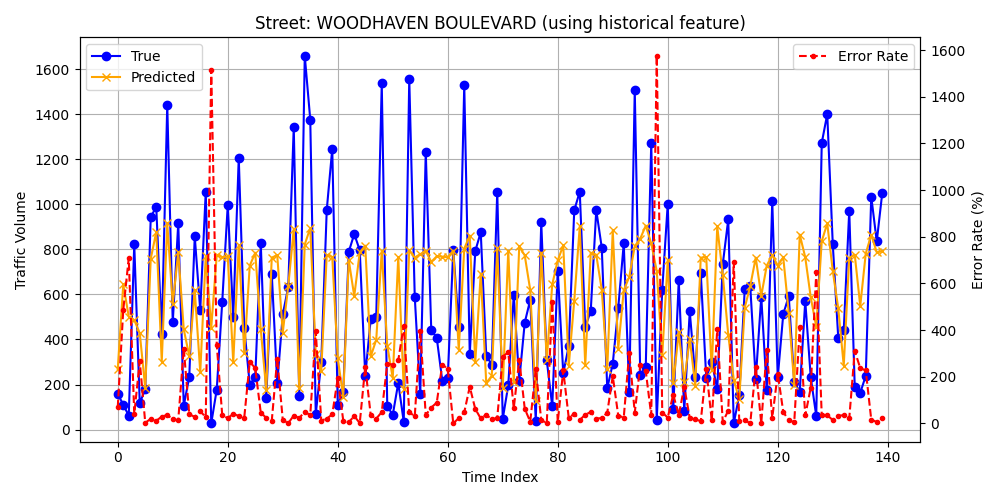 Street: WOODHAVEN BOULEVARD (using historical feature)
True
Predicted
Error Rate
1600
1400
1200
1000
800
600
400
200
0
Traffic Volume
1600
1400
1200
1000
800
600
400
200
0
Error Rate (%)
0 20 40 60 80 100 120 140
Time Index